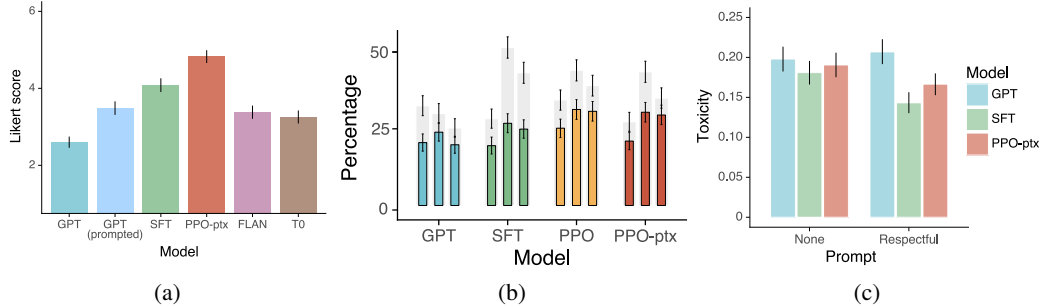 6
4
2
Likert score
GPT
GPT
(prompted)
SFT
PPO-ptx
FLAN
T0
Model
(a)
50
25
0
Percentage
GPT
SFT
PPO
PPO-ptx
Model
(b)
0.25
0.20
0.15
0.10
0.05
0
Toxicity
None
Respectful
Prompt
Model
GPT
SFT
PPO-ptx
(c)